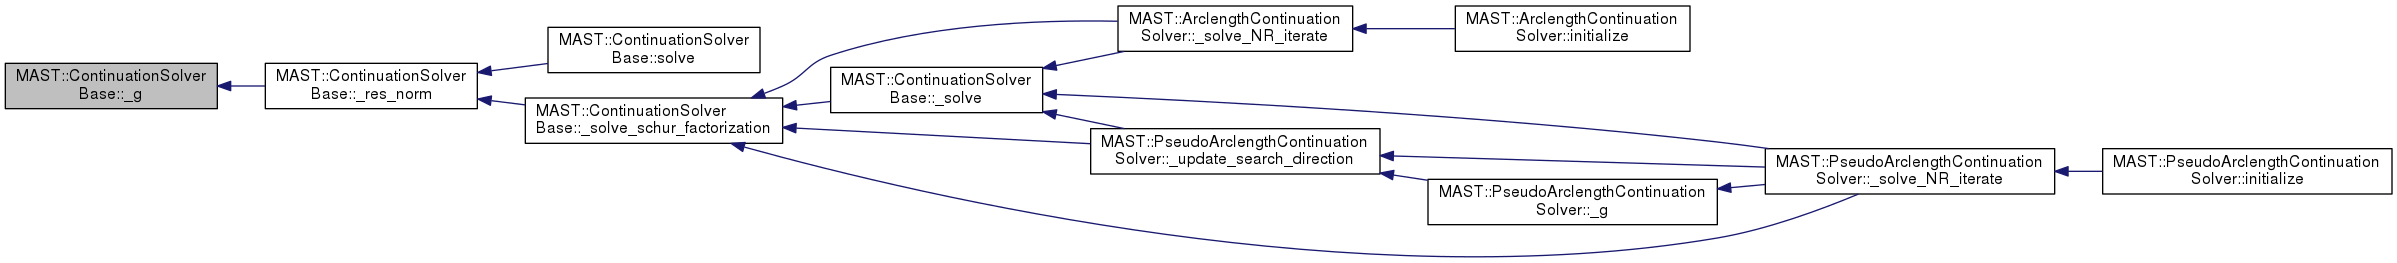 MAST::ContinuationSolver
Base::_g
MAST::ContinuationSolver
Base::_res_norm
MAST::ContinuationSolver
Base::solve
MAST::ContinuationSolver
Base::_solve_schur_factorization
MAST::ContinuationSolver
Base::_solve
MAST::ArclengthContinuation
Solver::_solve_NR_iterate
MAST::ArclengthContinuation
Solver::initialize
MAST::PseudoArclengthContinuation
Solver::_update_search_direction
MAST::PseudoArclengthContinuation
Solver::_g
MAST::PseudoArclengthContinuation
Solver::_solve_NR_iterate
MAST::PseudoArclengthContinuation
Solver::initialize